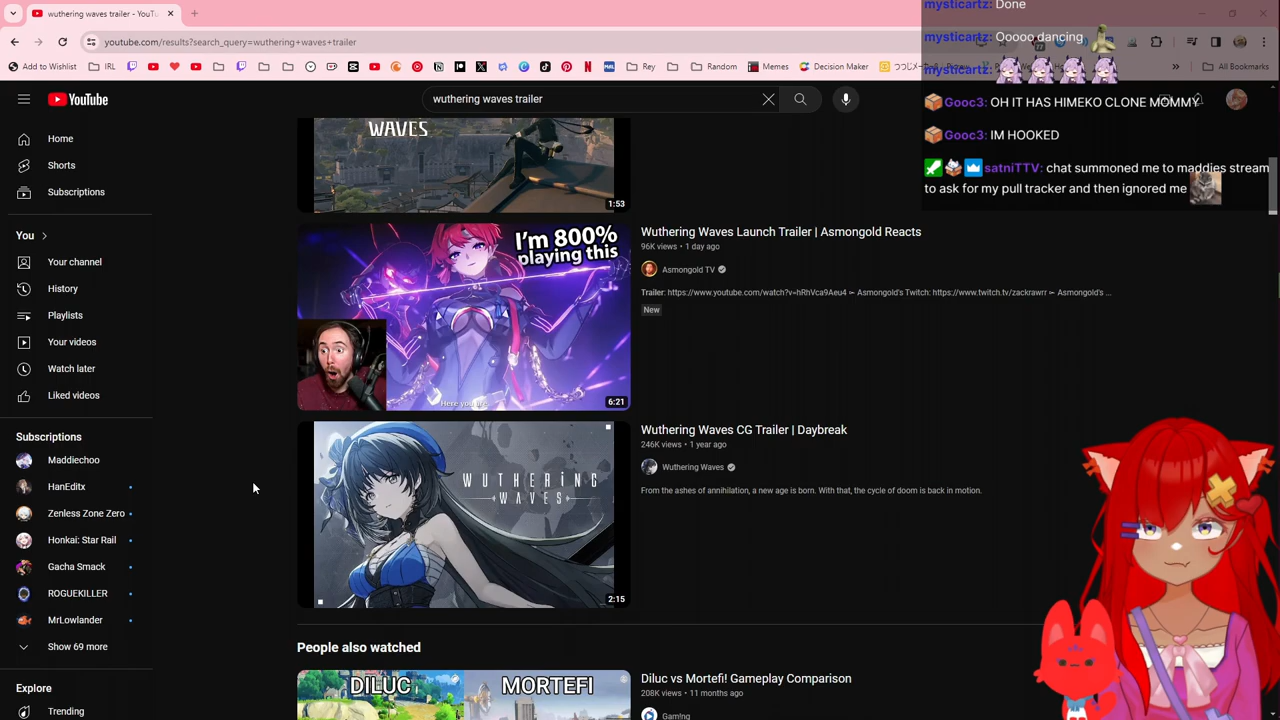 wuthering waves trailer - YouTu
youtube.com/results?search_query=wuthering+waves+trailer
Add to Wishlist
IRL
Rey
Random
Memes
Decision Maker
All Bookmarks
YouTube
wuthering waves trailer
mysticartz: Done
mysticartz: Ooooo dancing
mysticartz:
Gooc3: OH IT HAS HIMEKO CLONE MOMMY
Gooc3: IM HOOKED
satniTTV: chat summoned me to maddies stream
to ask for my pull tracker and then ignored me
Home
Shorts
Subscriptions
You
Your channel
History
Playlists
Your videos
Watch later
Liked videos
Subscriptions
Maddiechoo
HanEditx
Zenless Zone Zero
Honkai: Star Rail
Gacha Smack
ROGUEKILLER
MrLowlander
Show 69 more
Explore
Trending
WAVES
1:53
I'm 800%
playing this
Here you are
6:21
Wuthering Waves Launch Trailer | Asmongold Reacts
96K views • 1 day ago
Asmongold TV
Trailer: https://www.youtube.com/watch?v=hRhVca9Aeu4 ► Asmongold's Twitch: https://www.twitch.tv/zackrawrr ► Asmongold's ...
New
WUTHERING
WAVES
2:15
Wuthering Waves CG Trailer | Daybreak
246K views • 1 year ago
Wuthering Waves
From the ashes of annihilation, a new age is born. With that, the cycle of doom is back in motion.
People also watched
DILUC
MORTEFI
Diluc vs Mortefi! Gameplay Comparison
208K views • 11 months ago
Gam!ng